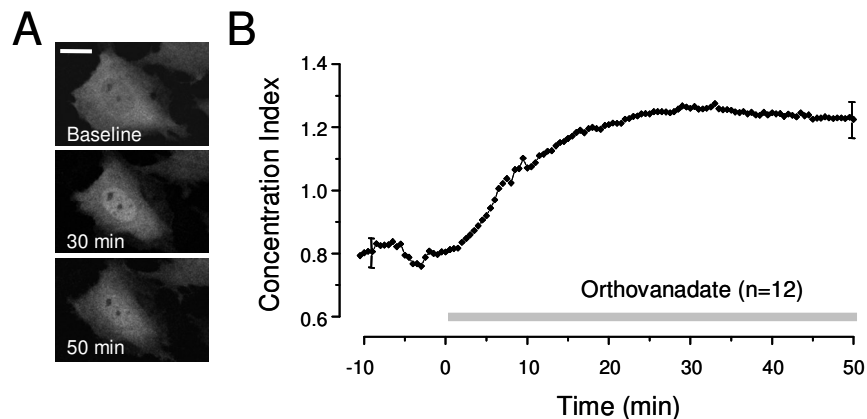 A
Baseline
30 min
50 min
B
Concentration Index
1.4
1.2
1.0
0.8
0.6
Orthovanadate (n=12)
-10 0 10 20 30 40 50
Time (min)